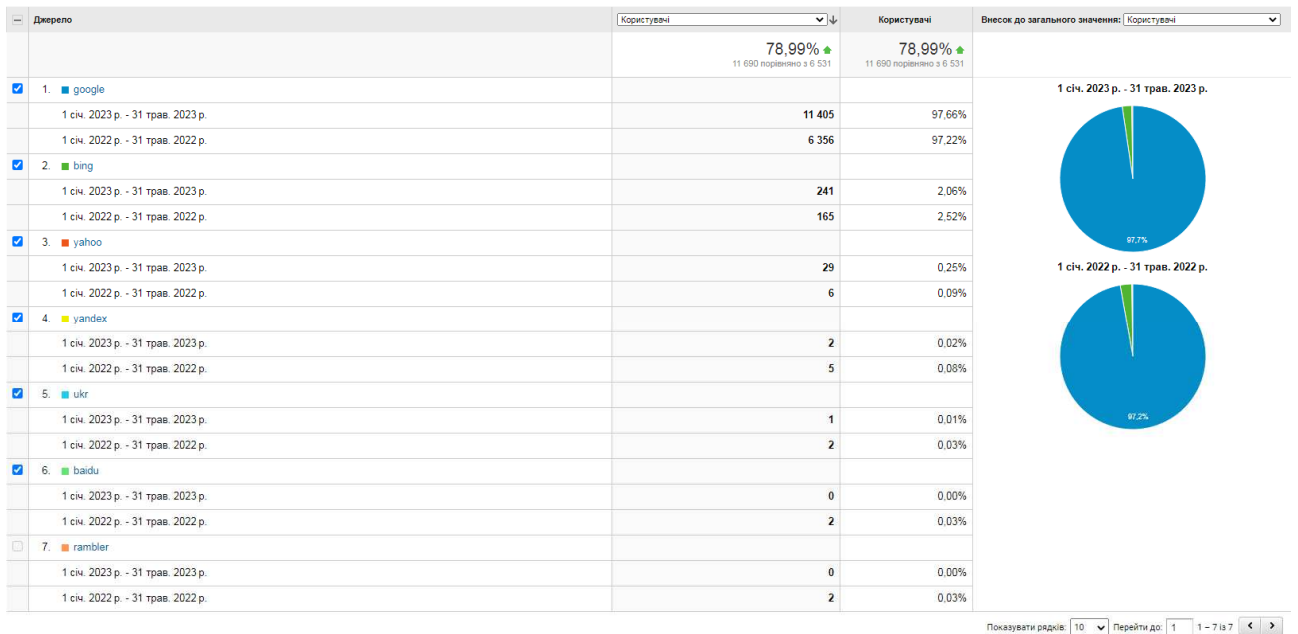 Джерело Користувачі Користувачі Внесок до загального значення: Користувачі
78,99% 78,99%
11 690 порівняно з 6 531 11 690 порівняно з 6 531
1. google
1 січ. 2023 р. - 31 трав. 2023 р. 11 405 97,66%
1 січ. 2022 р. - 31 трав. 2022 р. 6 356 97,22%
2. bing
1 січ. 2023 р. - 31 трав. 2023 р. 241 2,06%
1 січ. 2022 р. - 31 трав. 2022 р. 165 2,52%
3. yahoo
1 січ. 2023 р. - 31 трав. 2023 р. 29 0,25%
1 січ. 2022 р. - 31 трав. 2022 р. 6 0,09%
4. yandex
1 січ. 2023 р. - 31 трав. 2023 р. 2 0,02%
1 січ. 2022 р. - 31 трав. 2022 р. 5 0,08%
5. ukr
1 січ. 2023 р. - 31 трав. 2023 р. 1 0,01%
1 січ. 2022 р. - 31 трав. 2022 р. 2 0,03%
6. baidu
1 січ. 2023 р. - 31 трав. 2023 р. 0 0,00%
1 січ. 2022 р. - 31 трав. 2022 р. 2 0,03%
7. rambler
1 січ. 2023 р. - 31 трав. 2023 р. 0 0,00%
1 січ. 2022 р. - 31 трав. 2022 р. 2 0,03%
1 січ. 2023 р. - 31 трав. 2023 р.
97,7%
1 січ. 2022 р. - 31 трав. 2022 р.
97,2%
Показувати рядків: 10 Перейти до: 1 1 – 7 із 7